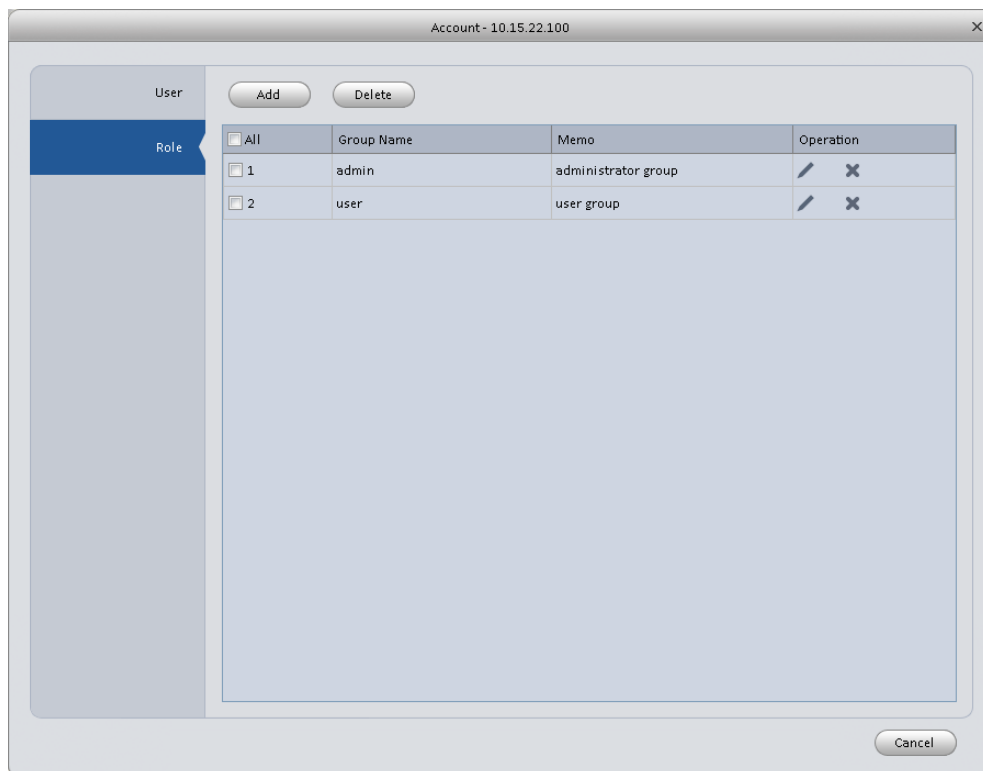 Account - 10.15.22.100
User
Role
Add Delete
All Group Name Memo Operation
1 admin administrator group
2 user user group
Cancel